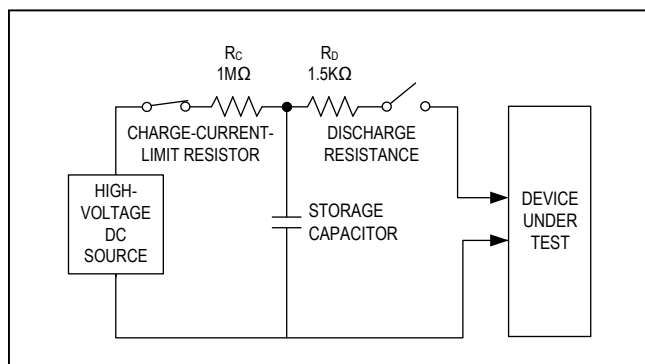 RC
1MΩ
RD
1.5KΩ
CHARGE-CURRENT-
LIMIT RESISTOR
DISCHARGE
RESISTANCE
HIGH-
VOLTAGE
DC
SOURCE
STORAGE
CAPACITOR
DEVICE
UNDER
TEST